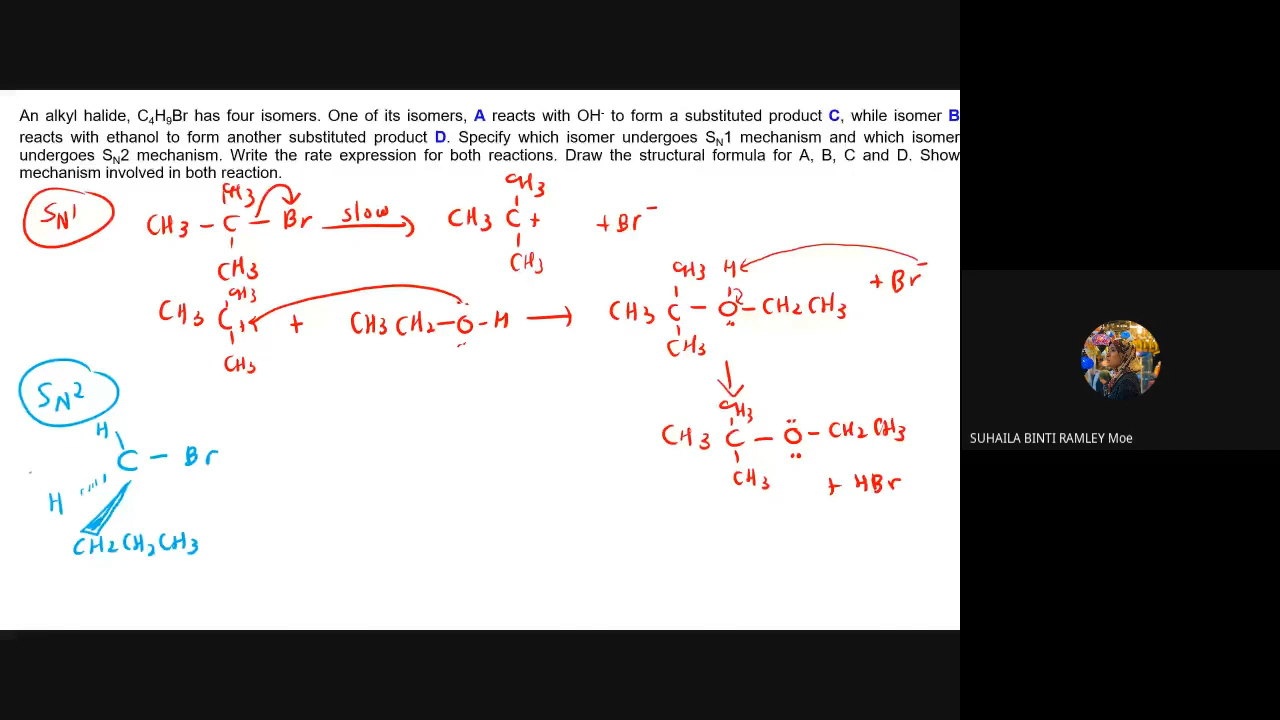 An alkyl halide, C₄H₉Br has four isomers. One of its isomers, A reacts with OH⁻ to form a substituted product C, while isomer B
reacts with ethanol to form another substituted product D. Specify which isomer undergoes SN1 mechanism and which isomer
undergoes SN2 mechanism. Write the rate expression for both reactions. Draw the structural formula for A, B, C and D. Show
mechanism involved in both reaction.
SN1
CH3
CH3 - C - Br slow
CH3
CH3
CH3 C+ + Br⁻
CH3
CH3
CH3 C+ + CH3CH2-O-H
CH3
CH3 H
CH3 C - O - CH2CH3 + Br⁻
CH3
CH3
CH3 C - O - CH2CH3
CH3 + HBr
SN2
H
C - Br
H
CH2CH2CH3
SUHAILA BINTI RAMLEY Moe